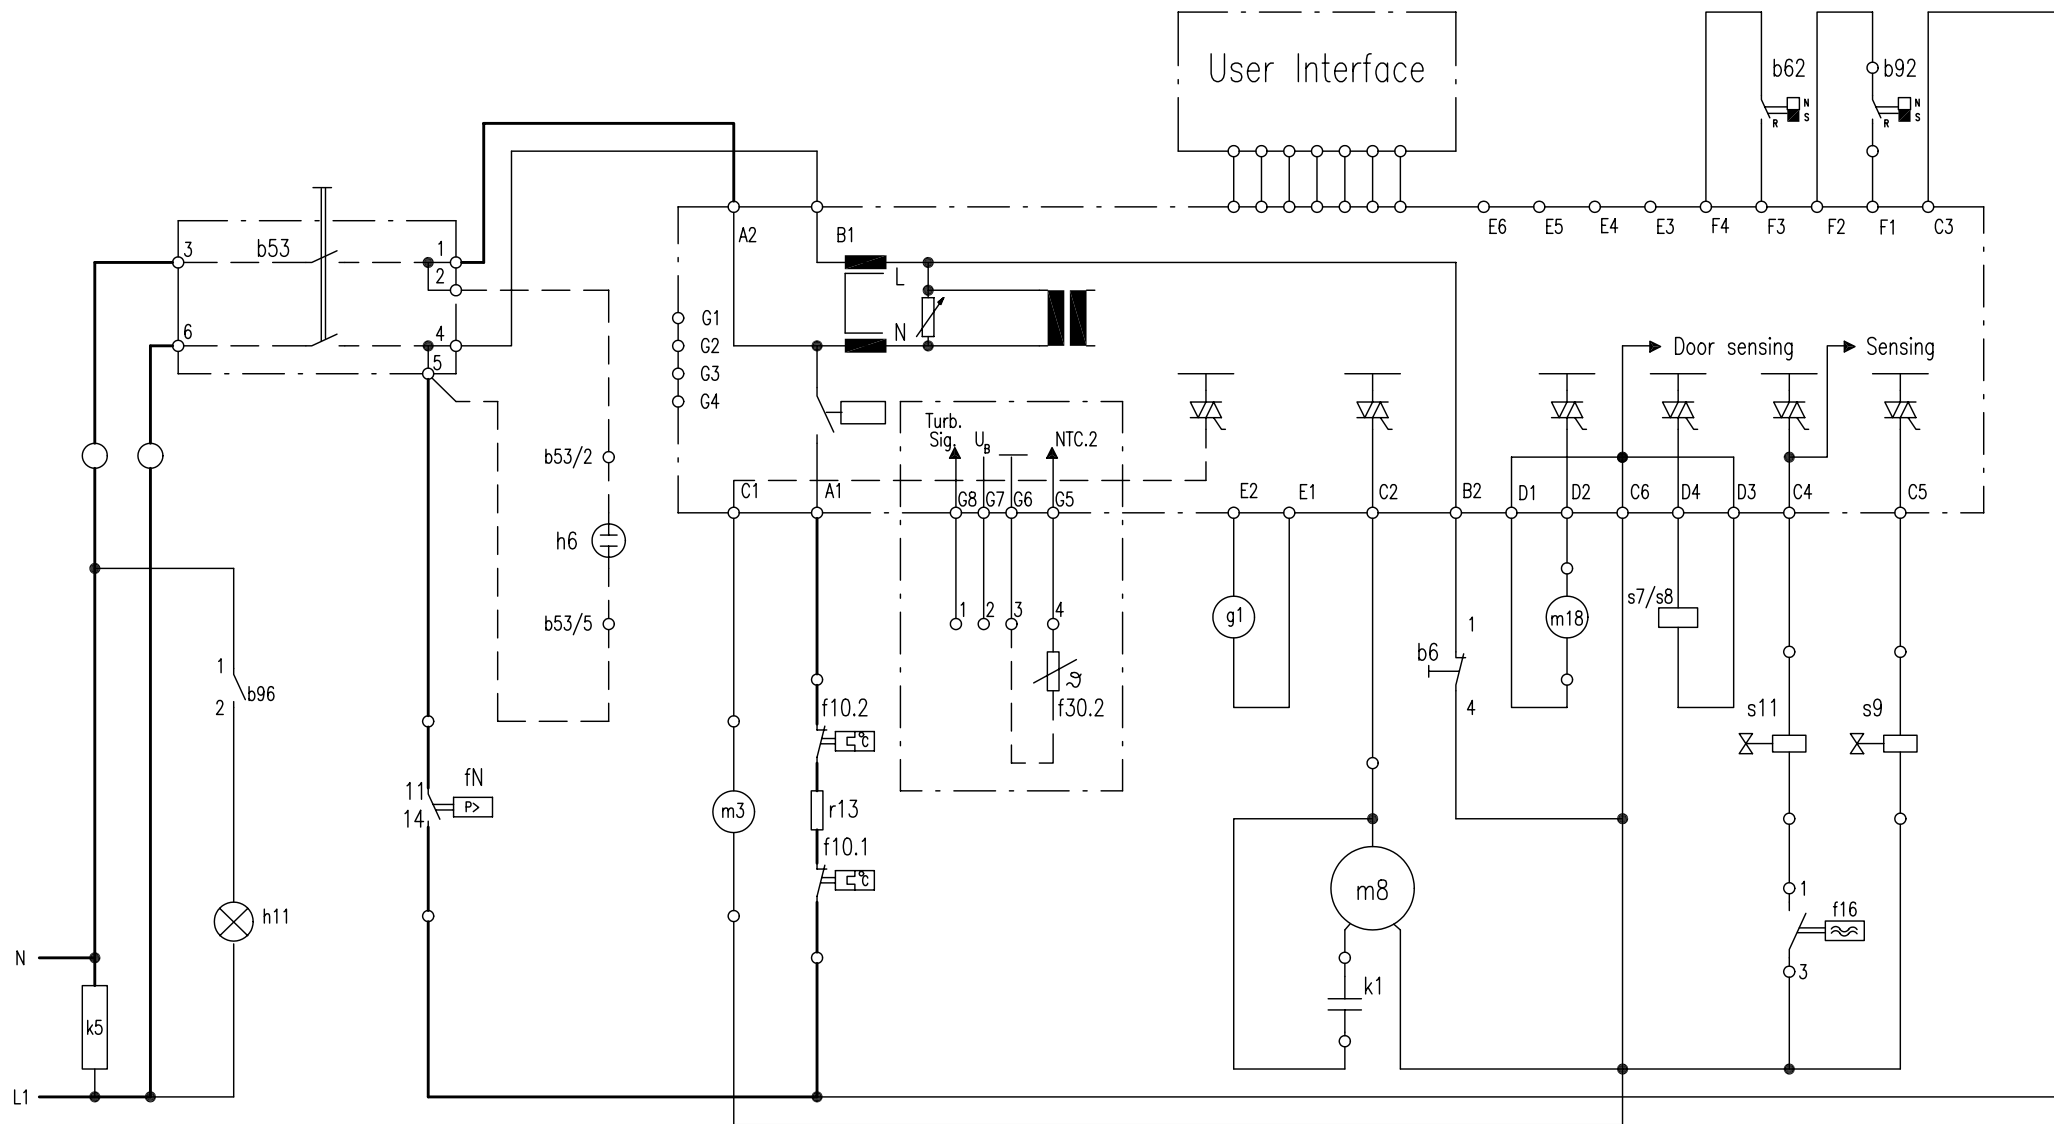 User Interface
b62
N
S
R
b92
N
S
R
E6 E5 E4 E3 F4 F3 F2 F1 C3
A2 B1
3 b53 1
2
6 4
5
L
N
G1
G2
G3
G4
Door sensing
Sensing
Turb.
Sig. UB NTC.2
b53/2
h6
b53/5
C1 A1 G8 G7 G6 G5 E2 E1 C2 B2 D1 D2 C6 D4 D3 C4 C5
1 2 3 4
g1
m18
s7/s8
1
b6
4
1
b96
2
f30.2
ϑ
f10.2
°C
s11
s9
fN
11
P>
14
m3
r13
f10.1
°C
m8
1
f16
3
h11
k1
N
k5
L1